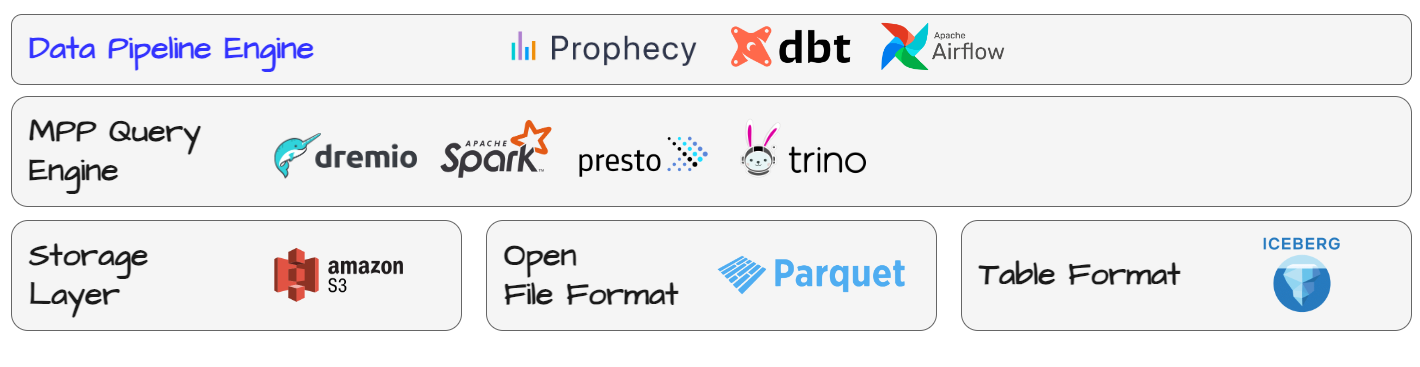 Data Pipeline Engine
Prophecy
dbt
Apache
Airflow
MPP Query
Engine
dremio
APACHE
Spark™
presto
trino
Storage
Layer
amazon
S3
Open
File Format
Parquet
Table Format
ICEBERG